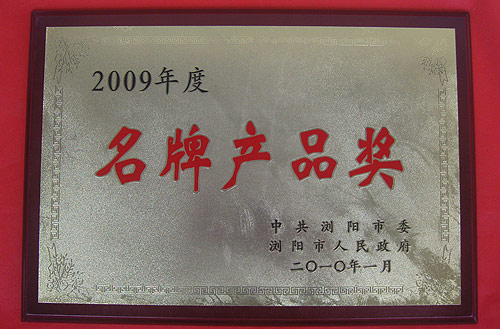 2009年度
名牌产品奖
中共浏阳市委
浏阳市人民政府
二〇一〇年一月